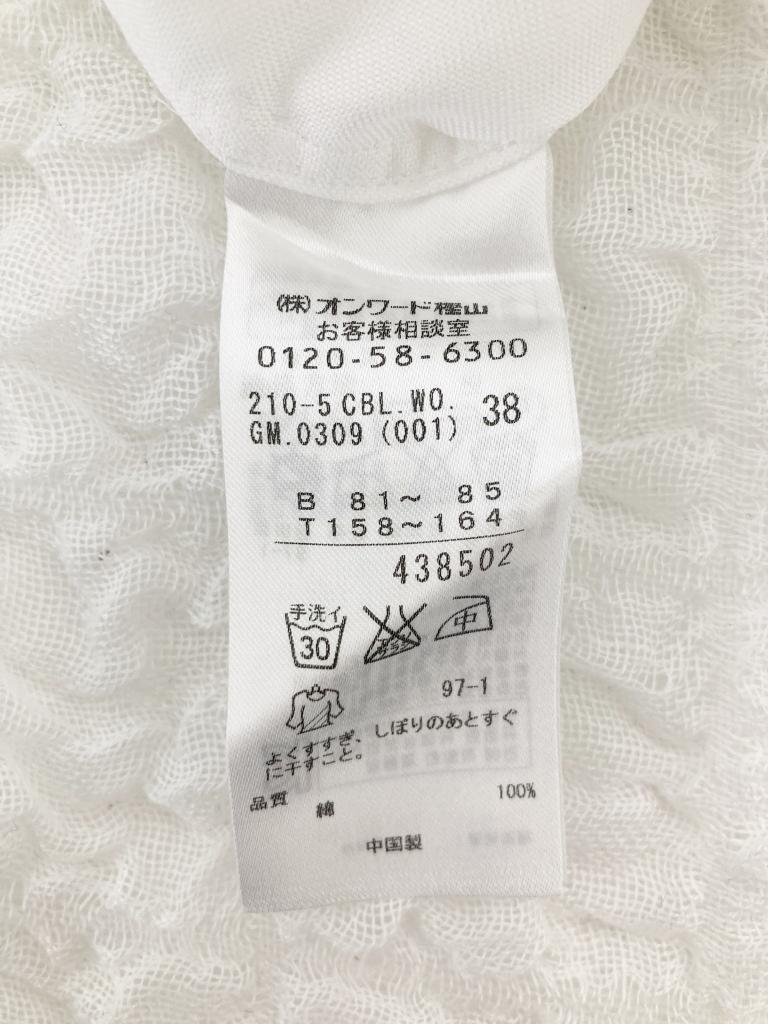 (株)オンワード樫山
お客様相談室
0120-58-6300
210-5 CBL.WO. 38
GM.0309 (001)
B 81〜 85
T158〜164
438502
手洗イ
30
中
97-1
よくすすぎ、しぼりのあとすぐ
に干すこと。
品質 綿 100%
中国製